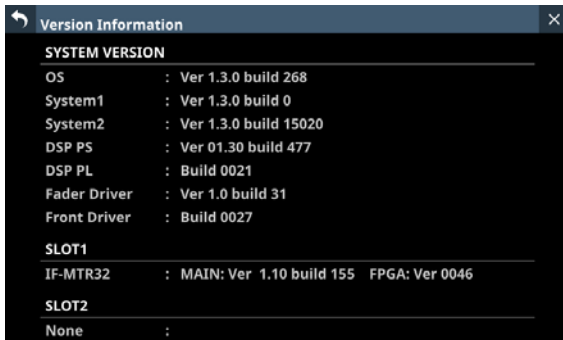 Version Information
SYSTEM VERSION
OS : Ver 1.3.0 build 268
System1 : Ver 1.3.0 build 0
System2 : Ver 1.3.0 build 15020
DSP PS : Ver 01.30 build 477
DSP PL : Build 0021
Fader Driver : Ver 1.0 build 31
Front Driver : Build 0027
SLOT1
IF-MTR32 : MAIN: Ver 1.10 build 155 FPGA: Ver 0046
SLOT2
None :